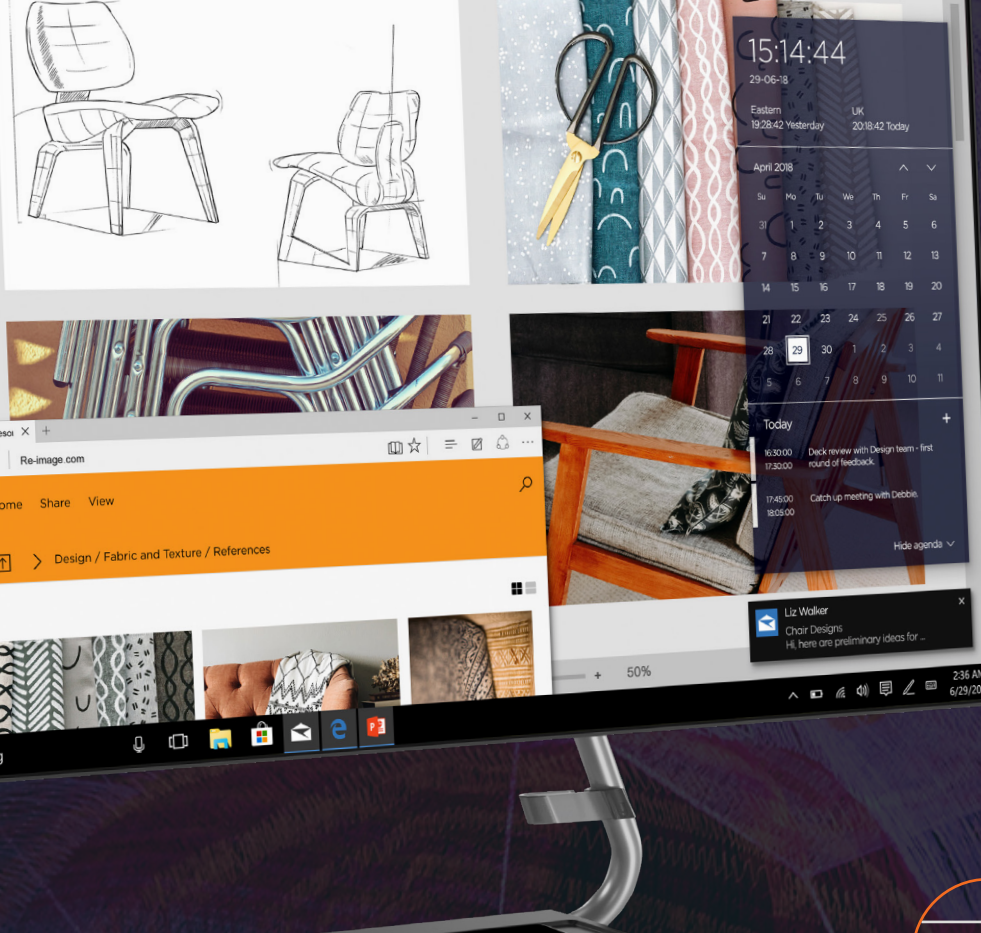 15:14:44
29-06-18
Eastern UK
19:28:42 Yesterday 20:18:42 Today
April 2018
Su Mo Tu We Th Fr Sa
31 1 2 3 4 5 6
7 8 9 10 11 12 13
14 15 16 17 18 19 20
21 22 23 24 25 26 27
28 29 30 1 2 3 4
5 6 7 8 9 10 11
Today +
16:30:00 Deck review with Design team - first
17:30:00 round of feedback.
17:45:00 Catch up meeting with Debbie.
18:05:00
Hide agenda
Re-image.com
Share View
Design / Fabric and Texture / References
Liz Walker
Chair Designs
Hi, here are preliminary ideas for ...
+ 50%
2:36 AM
6/29/20